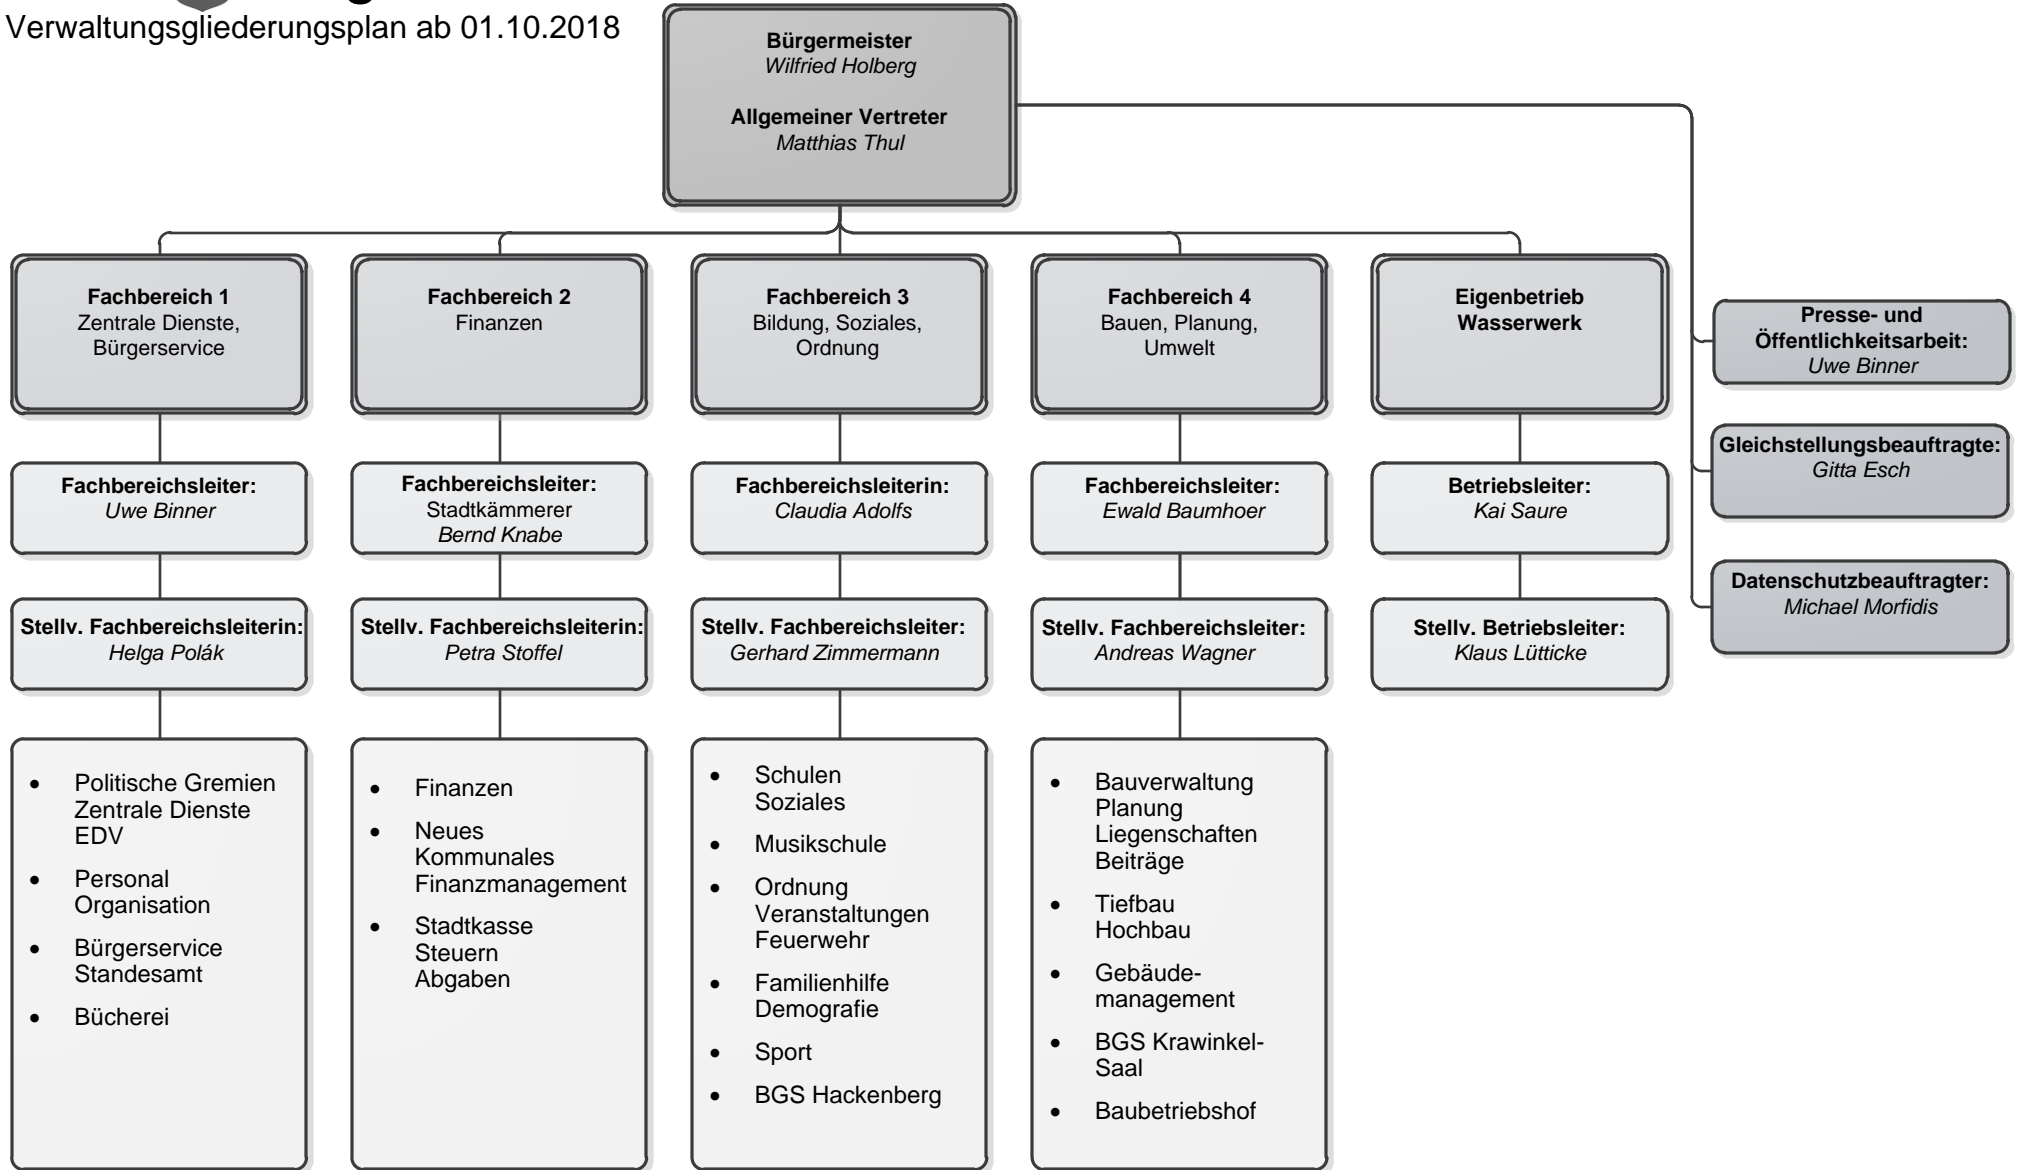 Verwaltungsgliederungsplan ab 01.10.2018
Bürgermeister
Wilfried Holberg
Allgemeiner Vertreter
Matthias Thul
Fachbereich 1
Zentrale Dienste,
Bürgerservice
Fachbereich 2
Finanzen
Fachbereich 3
Bildung, Soziales,
Ordnung
Fachbereich 4
Bauen, Planung,
Umwelt
Eigenbetrieb
Wasserwerk
Presse- und
Öffentlichkeitsarbeit:
Uwe Binner
Gleichstellungsbeauftragte:
Gitta Esch
Datenschutzbeauftragter:
Michael Morfidis
Fachbereichsleiter:
Uwe Binner
Fachbereichsleiter:
Stadtkämmerer
Bernd Knabe
Fachbereichsleiterin:
Claudia Adolfs
Fachbereichsleiter:
Ewald Baumhoer
Betriebsleiter:
Kai Saure
Stellv. Fachbereichsleiterin:
Helga Polák
Stellv. Fachbereichsleiterin:
Petra Stoffel
Stellv. Fachbereichsleiter:
Gerhard Zimmermann
Stellv. Fachbereichsleiter:
Andreas Wagner
Stellv. Betriebsleiter:
Klaus Lütticke
• Politische Gremien
Zentrale Dienste
EDV
• Personal
Organisation
• Bürgerservice
Standesamt
• Bücherei
• Finanzen
• Neues
Kommunales
Finanzmanagement
• Stadtkasse
Steuern
Abgaben
• Schulen
Soziales
• Musikschule
• Ordnung
Veranstaltungen
Feuerwehr
• Familienhilfe
Demografie
• Sport
• BGS Hackenberg
• Bauverwaltung
Planung
Liegenschaften
Beiträge
• Tiefbau
Hochbau
• Gebäude-
management
• BGS Krawinkel-
Saal
• Baubetriebshof